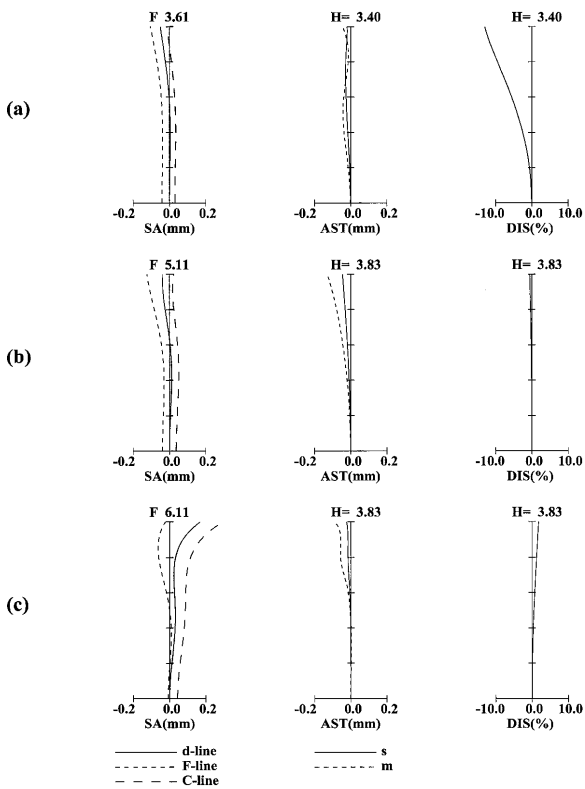 F 3.61 H= 3.40 H= 3.40
(a)
-0.2 0.0 0.2 -0.2 0.0 0.2 -10.0 0.0 10.0
SA(mm) AST(mm) DIS(%)
F 5.11 H= 3.83 H= 3.83
(b)
-0.2 0.0 0.2 -0.2 0.0 0.2 -10.0 0.0 10.0
SA(mm) AST(mm) DIS(%)
F 6.11 H= 3.83 H= 3.83
(c)
-0.2 0.0 0.2 -0.2 0.0 0.2 -10.0 0.0 10.0
SA(mm) AST(mm) DIS(%)
d-line s
F-line m
C-line